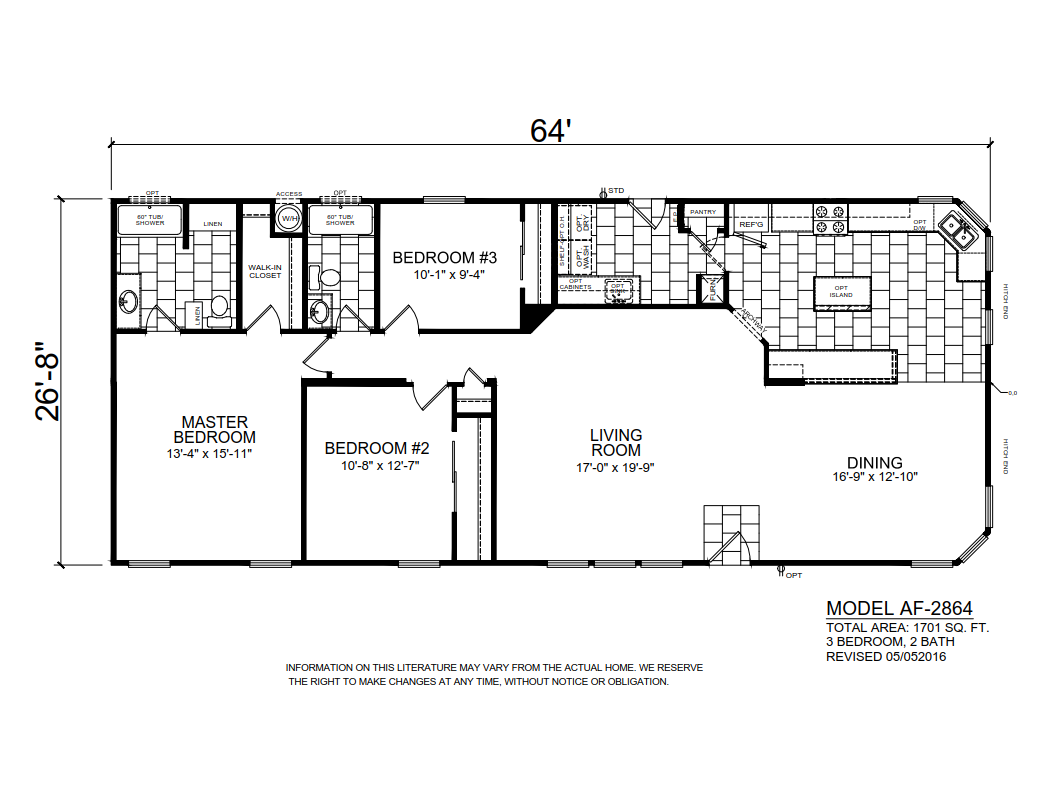 64'
26'-8"
OPT
60" TUB/
SHOWER
LINEN
LINEN
WALK-IN
CLOSET
ACCESS
W/H
OPT
60" TUB/
SHOWER
BEDROOM #3
10'-1" x 9'-4"
STD
SHELF OPT O.H.
OPT.
DRY
OPT.
WASH
OPT
CABINETS
OPT
SINK
E.P.
PANTRY
FURN
REF'G
OPT
D/W
OPT
ISLAND
ARCHWAY
HITCH END
0,0
HITCH END
MASTER
BEDROOM
13'-4" x 15'-11"
BEDROOM #2
10'-8" x 12'-7"
LIVING
ROOM
17'-0" x 19'-9"
DINING
16'-9" x 12'-10"
OPT
MODEL AF-2864
TOTAL AREA: 1701 SQ. FT.
3 BEDROOM, 2 BATH
REVISED 05/052016
INFORMATION ON THIS LITERATURE MAY VARY FROM THE ACTUAL HOME. WE RESERVE
THE RIGHT TO MAKE CHANGES AT ANY TIME, WITHOUT NOTICE OR OBLIGATION.